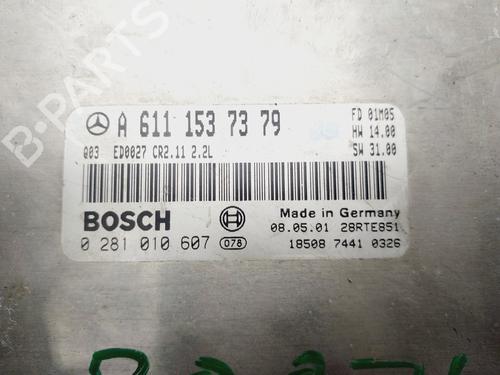 B-PARTS
A 611 153 73 79
FD 01M05
HW 14.00
Q03 ED0027 CR2.11 2.2L
SW 31.00
BOSCH
Made in Germany
08.05.01 28RTE851
0 281 010 607 078
18508 7441 0326